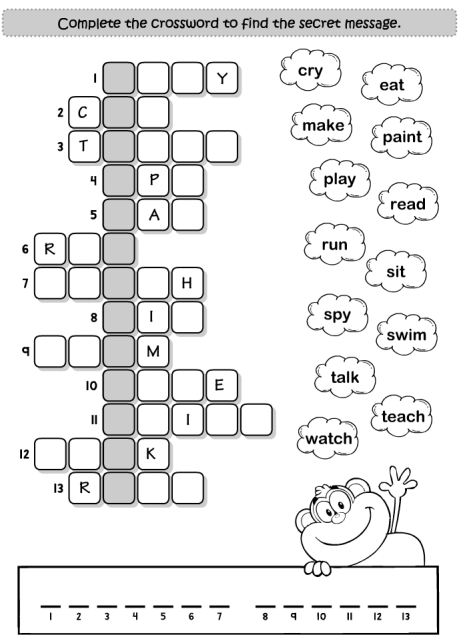 Complete the crossword to find the secret message.
1 Y
2 C
3 T
4 P
5 A
6 R
7 H
8 I
9 M
10 E
11 I
12 K
13 R
cry
eat
make
paint
play
read
run
sit
spy
swim
talk
teach
watch
1 2 3 4 5 6 7 8 9 10 11 12 13